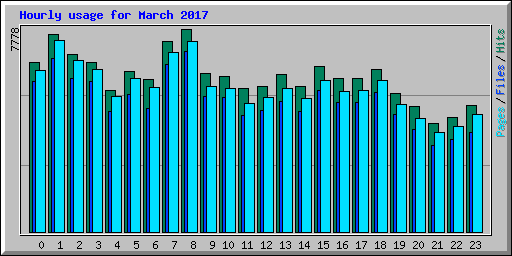 Hourly usage for March 2017
7778
Pages/Files/Hits
0 1 2 3 4 5 6 7 8 9 10 11 12 13 14 15 16 17 18 19 20 21 22 23